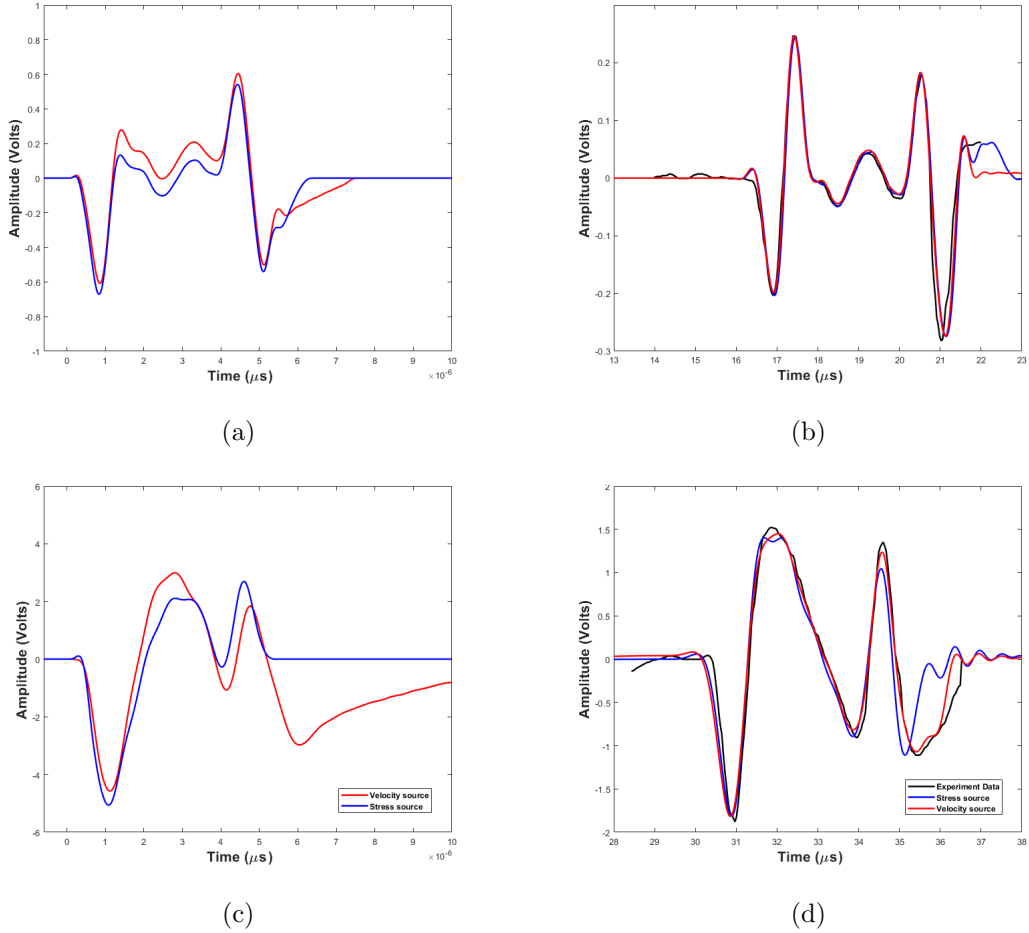 1
0.8
0.6
0.4
0.2
0
-0.2
-0.4
-0.6
-0.8
-1
Amplitude (Volts)
0 1 2 3 4 5 6 7 8 9 10
×10⁻⁶
Time (μs)
(a)
0.2
0.1
0
-0.1
-0.2
-0.3
Amplitude (Volts)
13 14 15 16 17 18 19 20 21 22 23
Time (μs)
(b)
6
4
2
0
-2
-4
-6
Amplitude (Volts)
Velocity source
Stress source
0 1 2 3 4 5 6 7 8 9 10
×10⁻⁶
Time (μs)
(c)
2
1.5
1
0.5
0
-0.5
-1
-1.5
-2
Amplitude (Volts)
Experiment Data
Stress source
Velocity source
28 29 30 31 32 33 34 35 36 37 38
Time (μs)
(d)